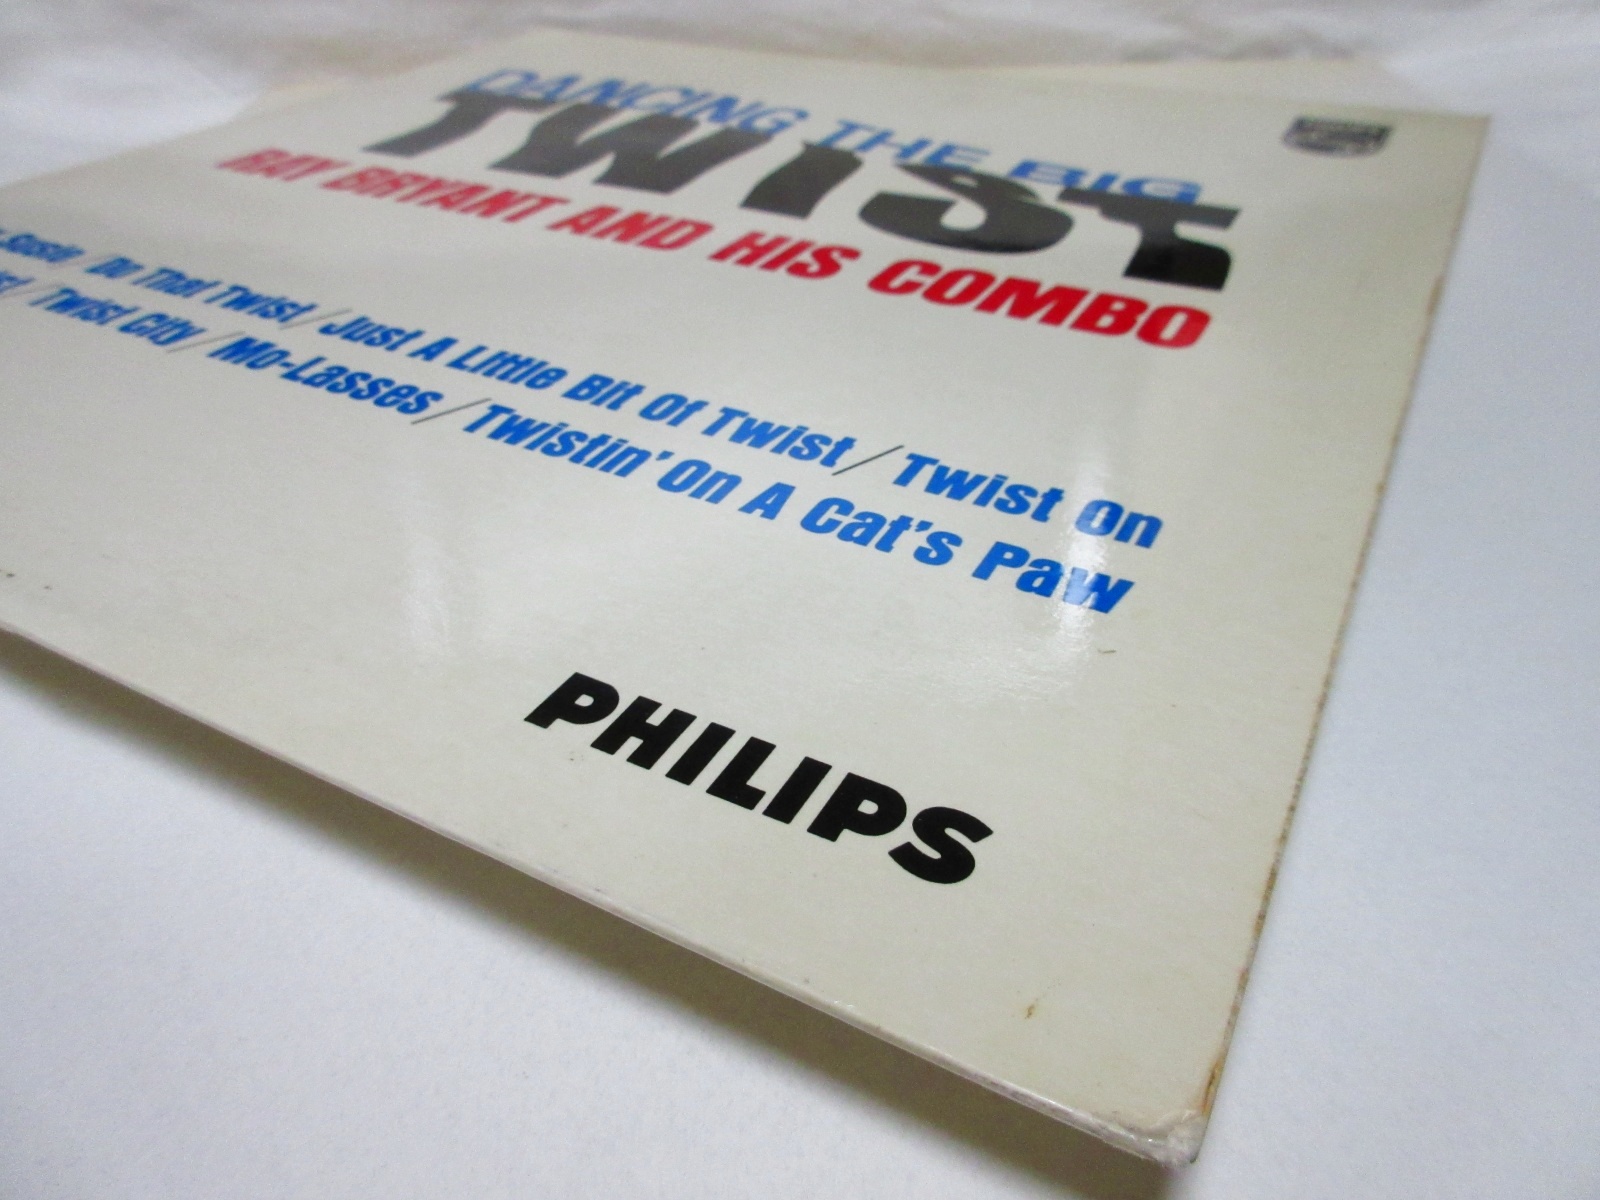 DANCING THE BIG
TWIST
RAY BRYANT AND HIS COMBO
Susie / Do That Twist / Just A Little Bit Of Twist / Twist On
/ Twist City / Mo-Lasses / Twistin' On A Cat's Paw
PHILIPS